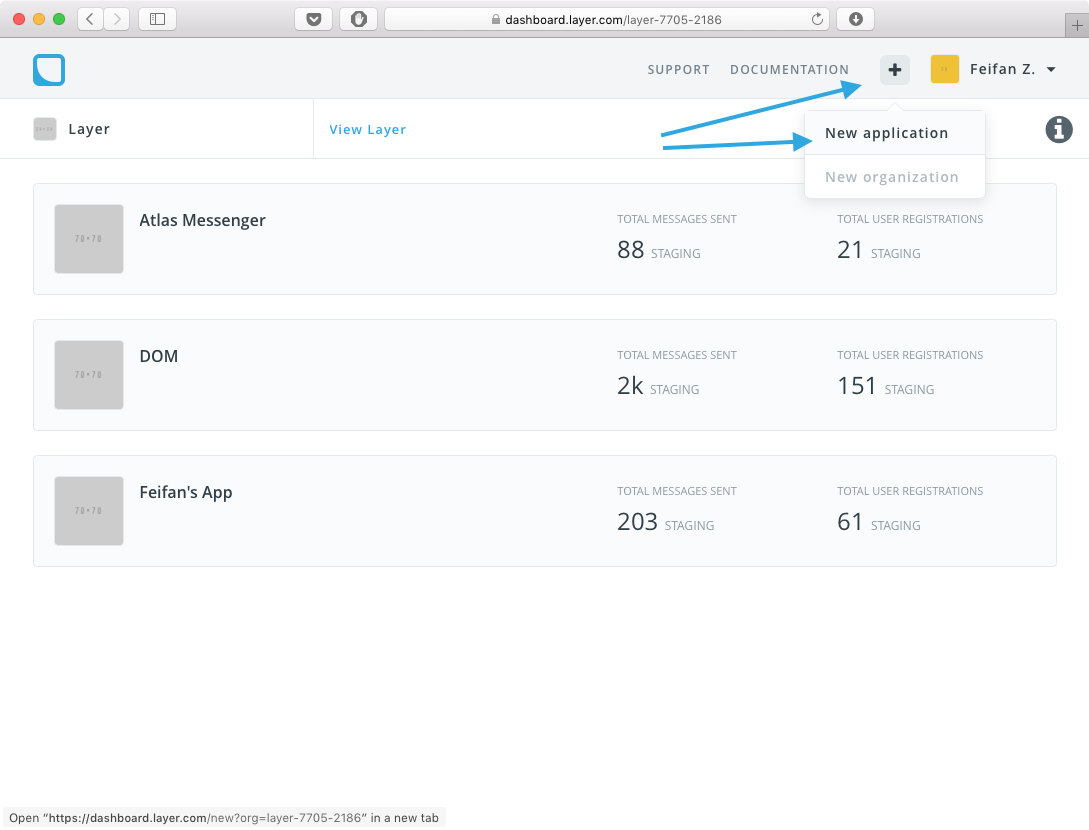 dashboard.layer.com/layer-7705-2186
SUPPORT DOCUMENTATION Feifan Z.
Layer View Layer
New application
New organization
Atlas Messenger
TOTAL MESSAGES SENT TOTAL USER REGISTRATIONS
88 STAGING 21 STAGING
70×70
DOM
TOTAL MESSAGES SENT TOTAL USER REGISTRATIONS
2k STAGING 151 STAGING
70×70
Feifan's App
TOTAL MESSAGES SENT TOTAL USER REGISTRATIONS
203 STAGING 61 STAGING
70×70
Open “https://dashboard.layer.com/new?org=layer-7705-2186” in a new tab